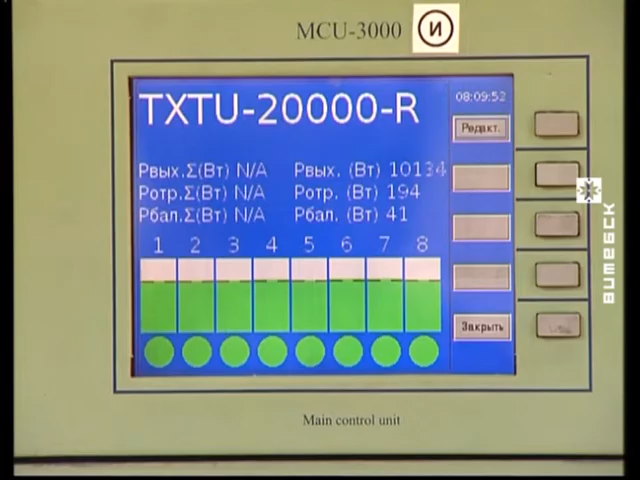 MCU-3000 И
TXTU-20000-R
08:09:52
Редакт.
Рвых.Σ(Вт) N/A Рвых. (Вт) 10134
Ротр.Σ(Вт) N/A Ротр. (Вт) 194
Рбал.Σ(Вт) N/A Рбал. (Вт) 41
1 2 3 4 5 6 7 8
Закрыть
Main control unit
ВИТЕБСК